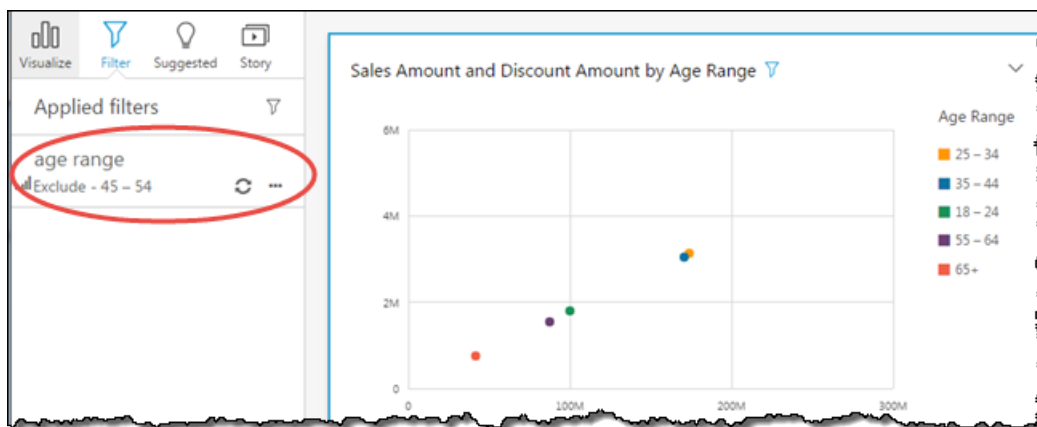 Visualize Filter Suggested Story
Applied filters
age range
Exclude - 45 – 54
Sales Amount and Discount Amount by Age Range
6M
4M
2M
0
0 100M 200M 300M
Age Range
25 – 34
35 – 44
18 – 24
55 – 64
65+